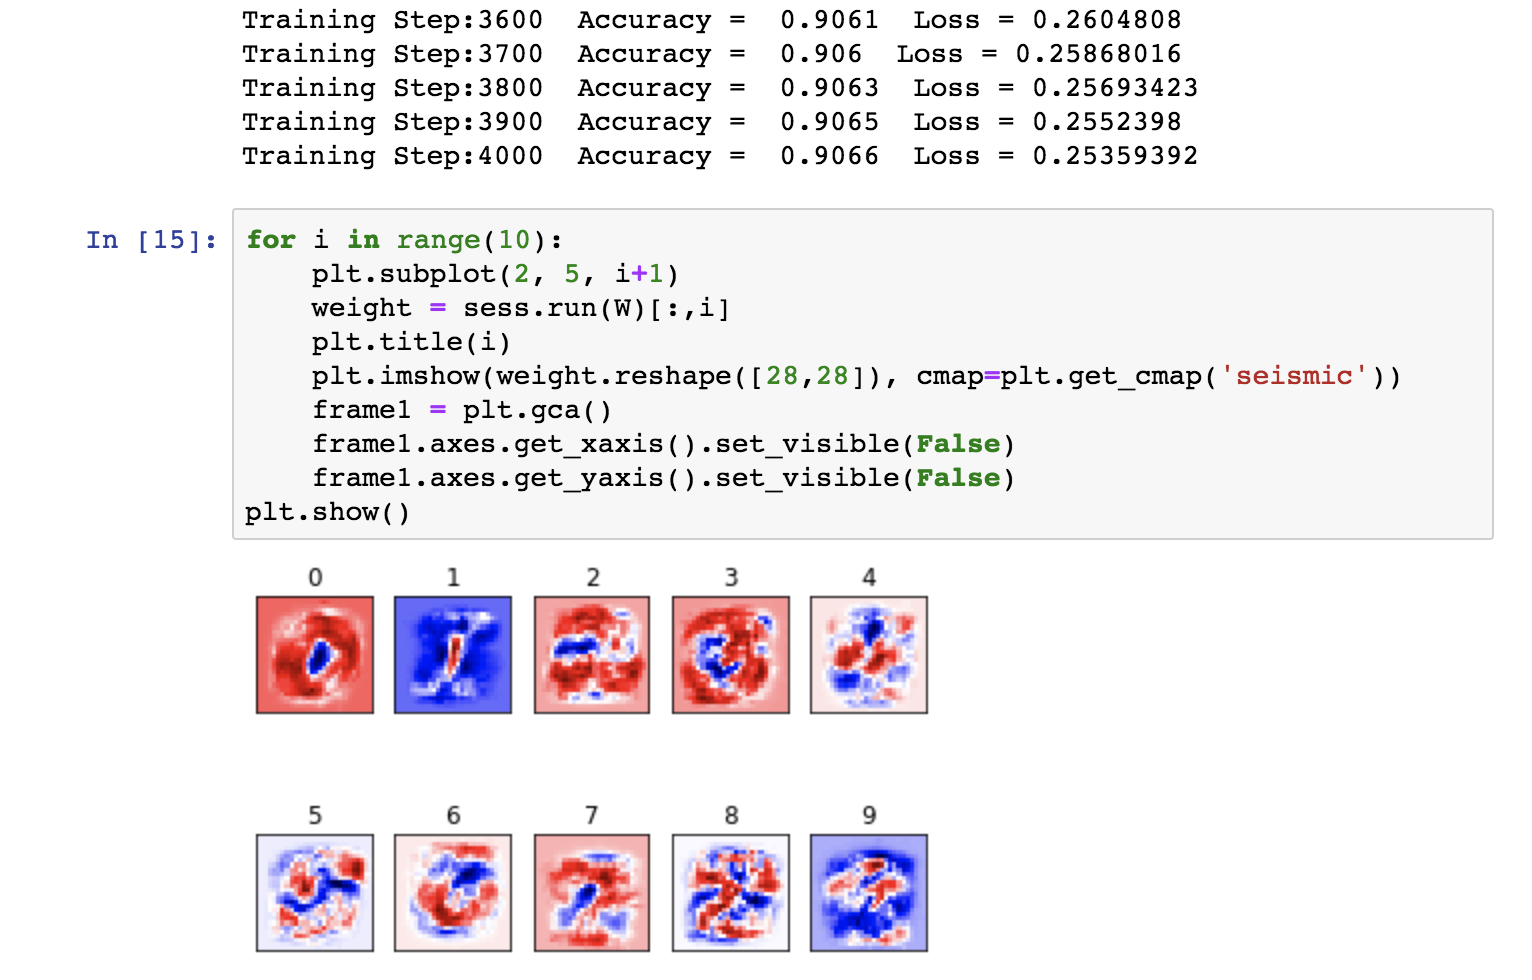 Training Step:3600  Accuracy =  0.9061  Loss = 0.2604808
Training Step:3700  Accuracy =  0.906  Loss = 0.25868016
Training Step:3800  Accuracy =  0.9063  Loss = 0.25693423
Training Step:3900  Accuracy =  0.9065  Loss = 0.2552398
Training Step:4000  Accuracy =  0.9066  Loss = 0.25359392
In [15]: for i in range(10):
    plt.subplot(2, 5, i+1)
    weight = sess.run(W)[:,i]
    plt.title(i)
    plt.imshow(weight.reshape([28,28]), cmap=plt.get_cmap('seismic'))
    frame1 = plt.gca()
    frame1.axes.get_xaxis().set_visible(False)
    frame1.axes.get_yaxis().set_visible(False)
plt.show()
0 1 2 3 4
5 6 7 8 9